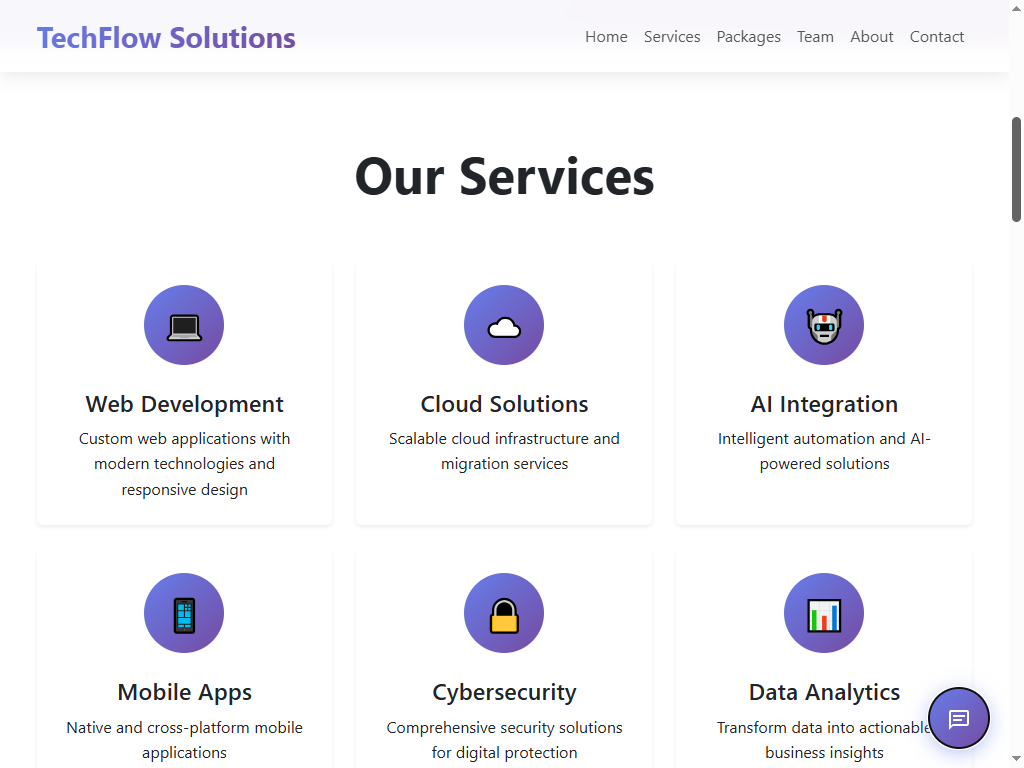 TechFlow Solutions
Home Services Packages Team About Contact
Our Services
Web Development
Custom web applications with
modern technologies and
responsive design
Cloud Solutions
Scalable cloud infrastructure and
migration services
AI Integration
Intelligent automation and AI-
powered solutions
Mobile Apps
Native and cross-platform mobile
applications
Cybersecurity
Comprehensive security solutions
for digital protection
Data Analytics
Transform data into actionable
business insights